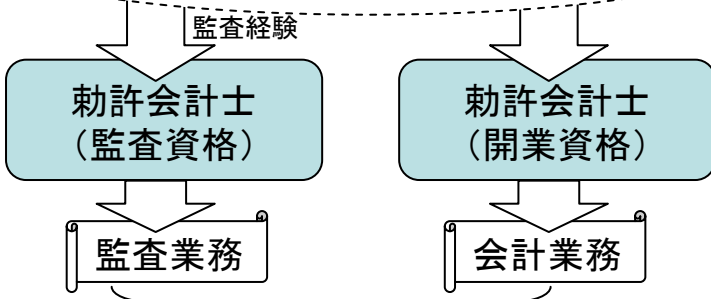 監査経験
勅許会計士
（監査資格）
勅許会計士
（開業資格）
監査業務
会計業務